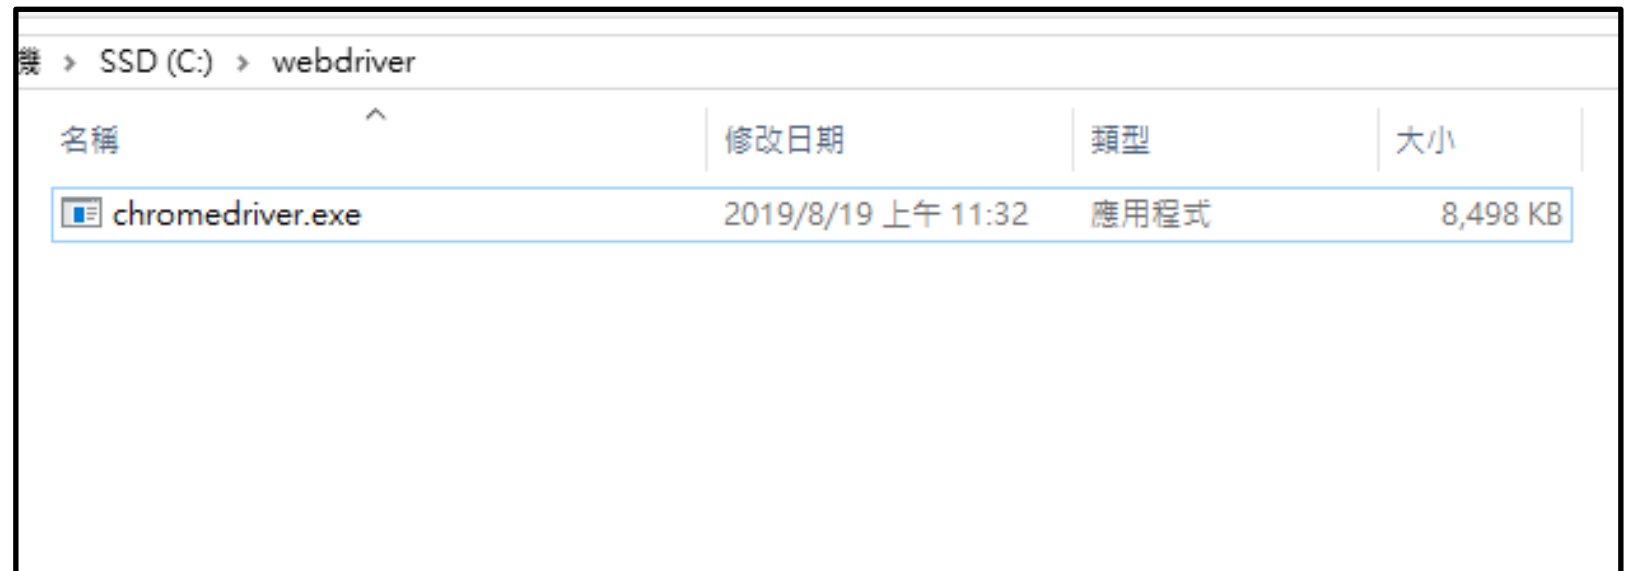 機 > SSD (C:) > webdriver
名稱 修改日期 類型 大小
chromedriver.exe 2019/8/19 上午 11:32 應用程式 8,498 KB